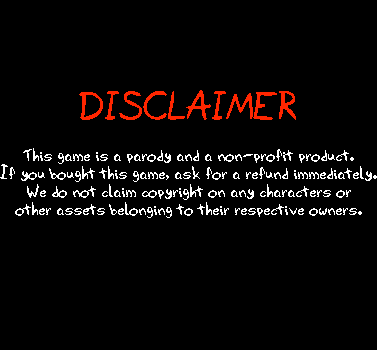 DISCLAIMER
This game is a parody and a non-profit product.
If you bought this game, ask for a refund immediately.
We do not claim copyright on any characters or
other assets belonging to their respective owners.